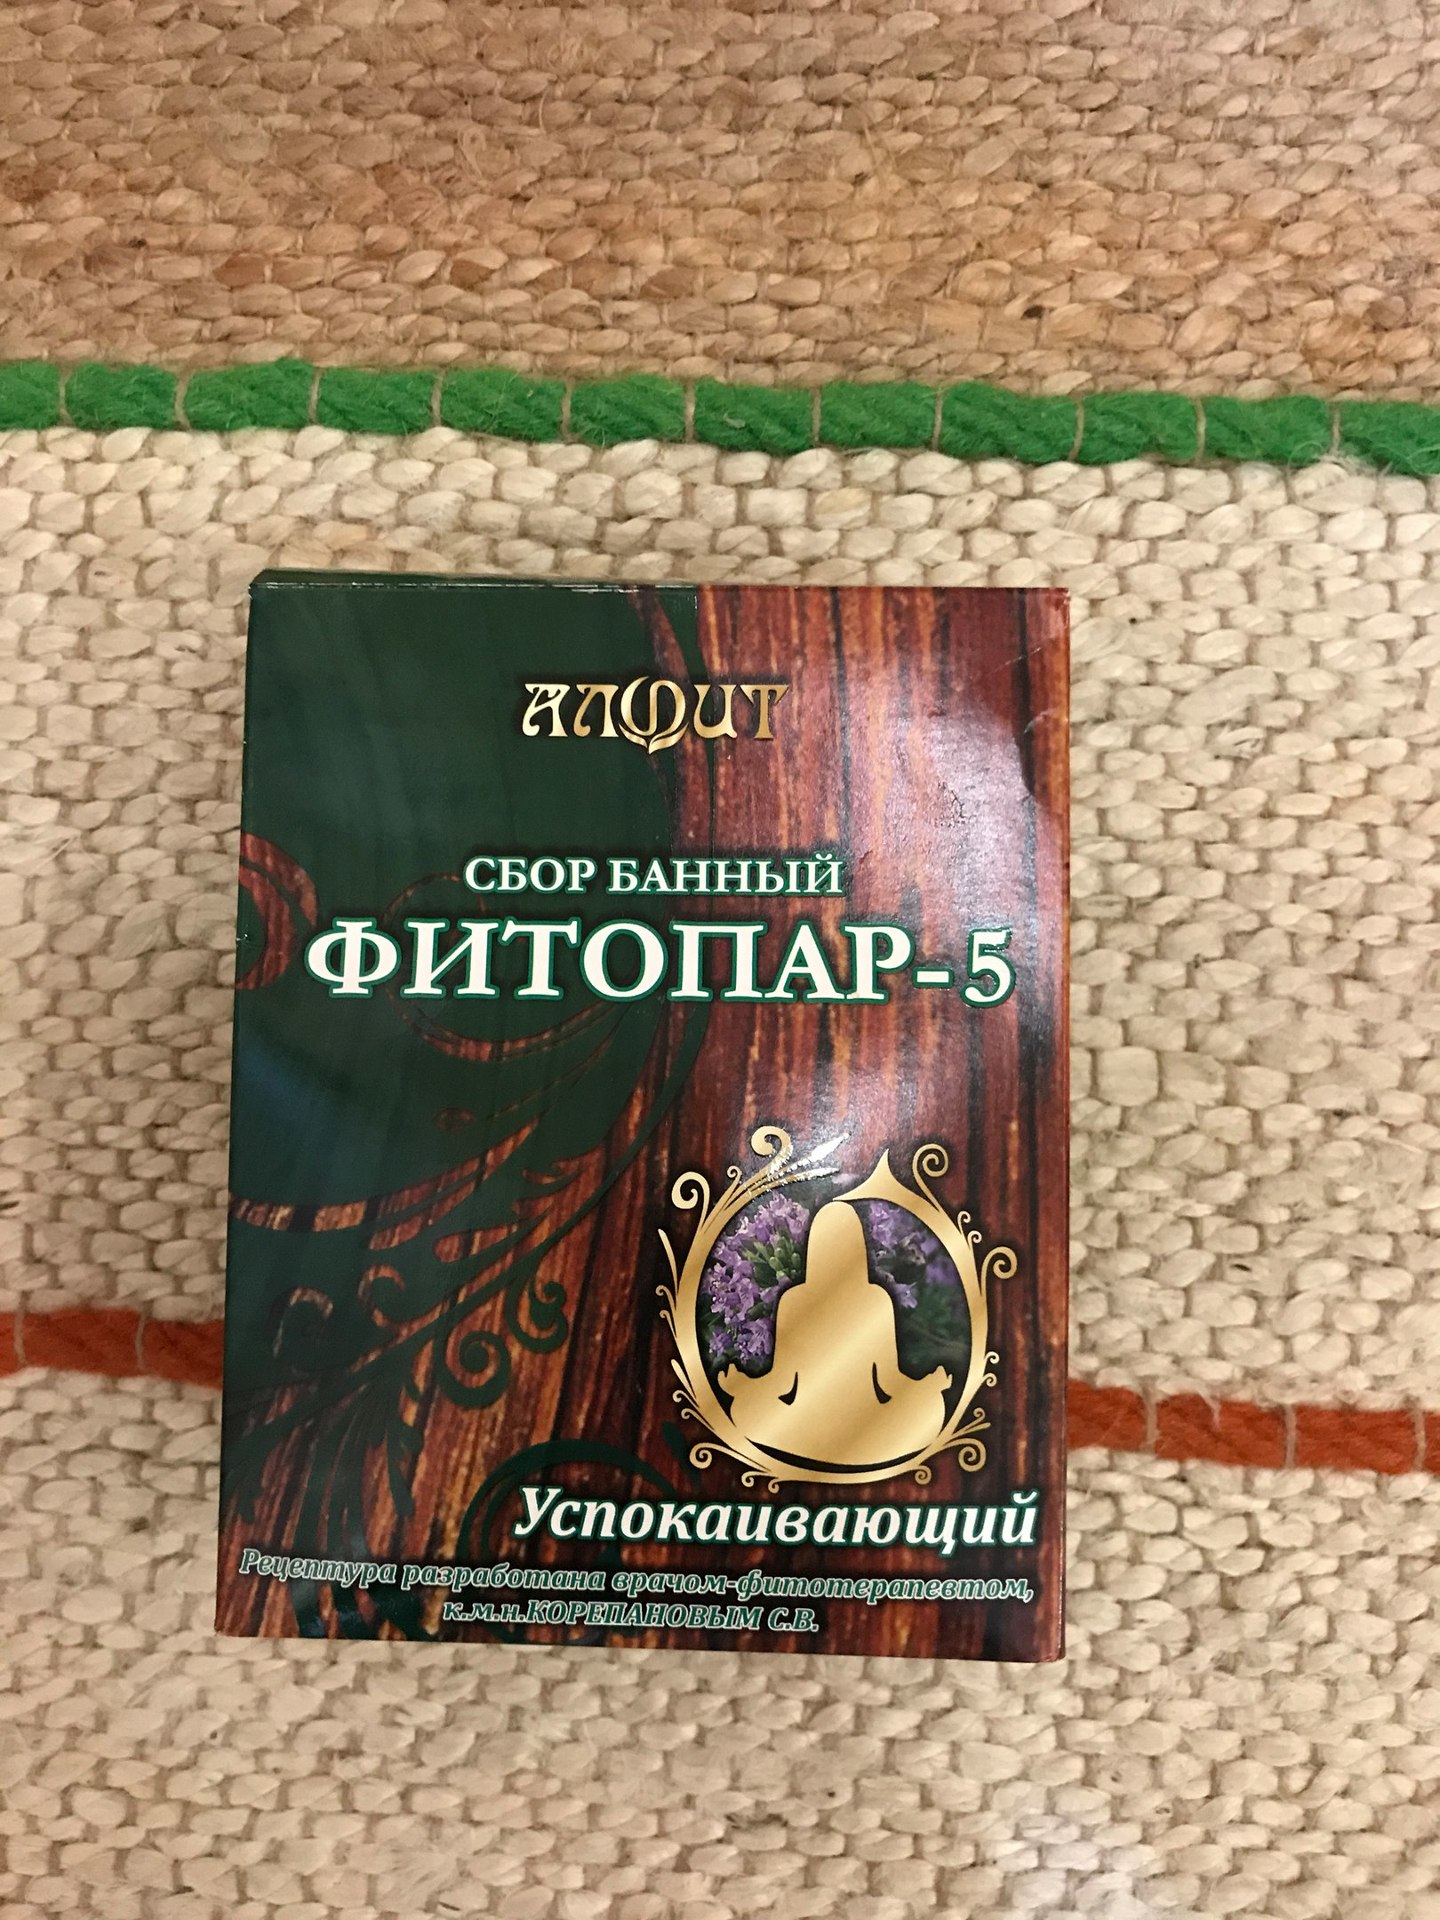 АЛФИТ
СБОР БАННЫЙ
ФИТОПАР-5
Успокаивающий
Рецептура разработана врачом-фитотерапевтом,
к.м.н.КОРЕПАНОВЫМ С.В.